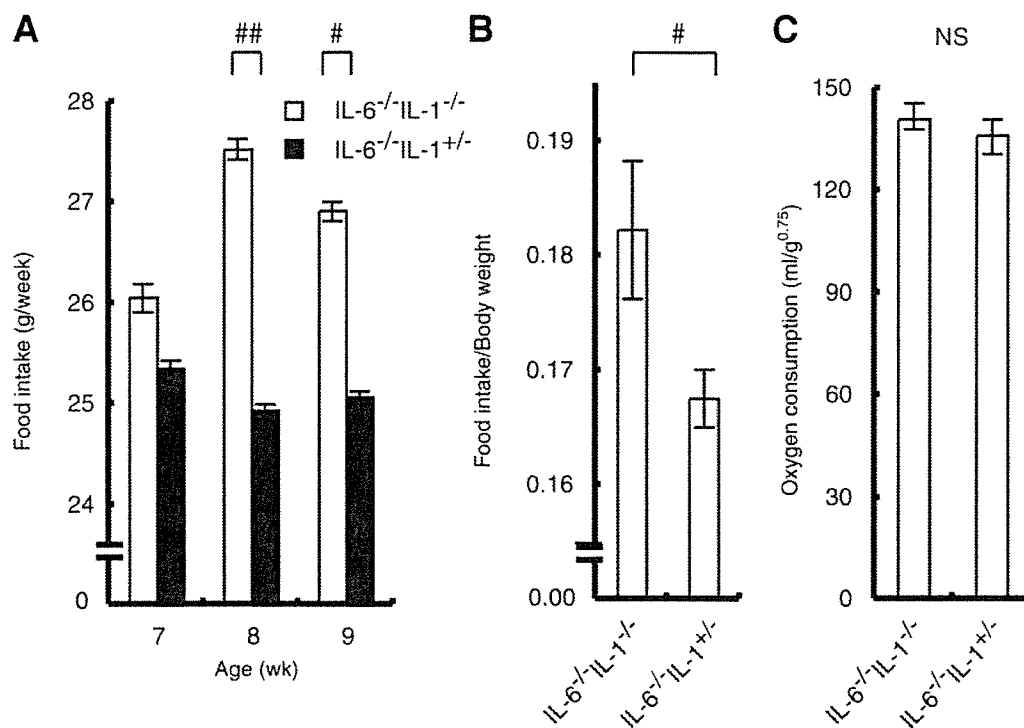 A
## #
IL-6-/-IL-1-/-
IL-6-/-IL-1+/-
28
27
26
25
24
0
Food intake (g/week)
7 8 9
Age (wk)
B
#
0.19
0.18
0.17
0.16
0.00
Food intake/Body weight
IL-6-/-IL-1-/-
IL-6-/-IL-1+/-
C
NS
150
120
90
60
30
0
Oxygen consumption (ml/g0.75)
IL-6-/-IL-1-/-
IL-6-/-IL-1+/-